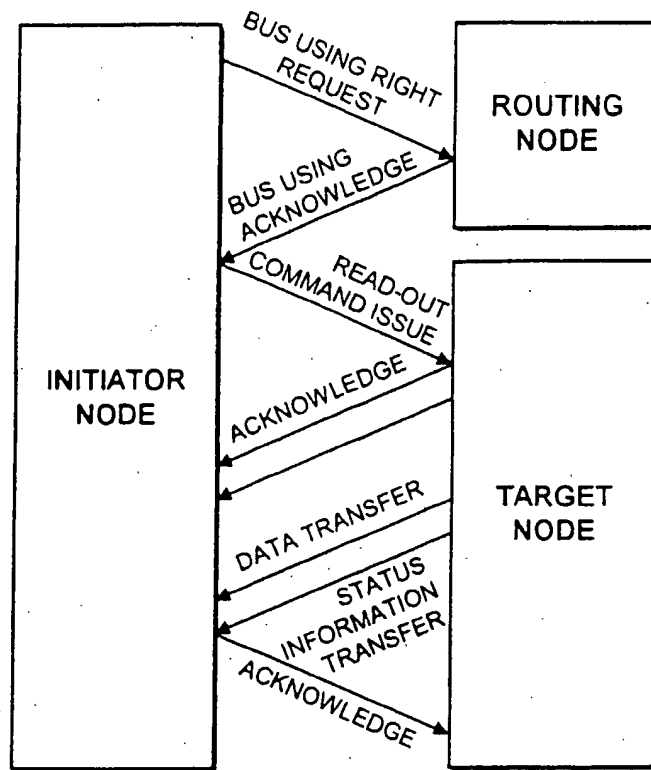 BUS USING RIGHT
REQUEST
ROUTING
NODE
BUS USING
ACKNOWLEDGE
READ-OUT
COMMAND ISSUE
INITIATOR
NODE
ACKNOWLEDGE
TARGET
NODE
DATA TRANSFER
STATUS
INFORMATION
TRANSFER
ACKNOWLEDGE